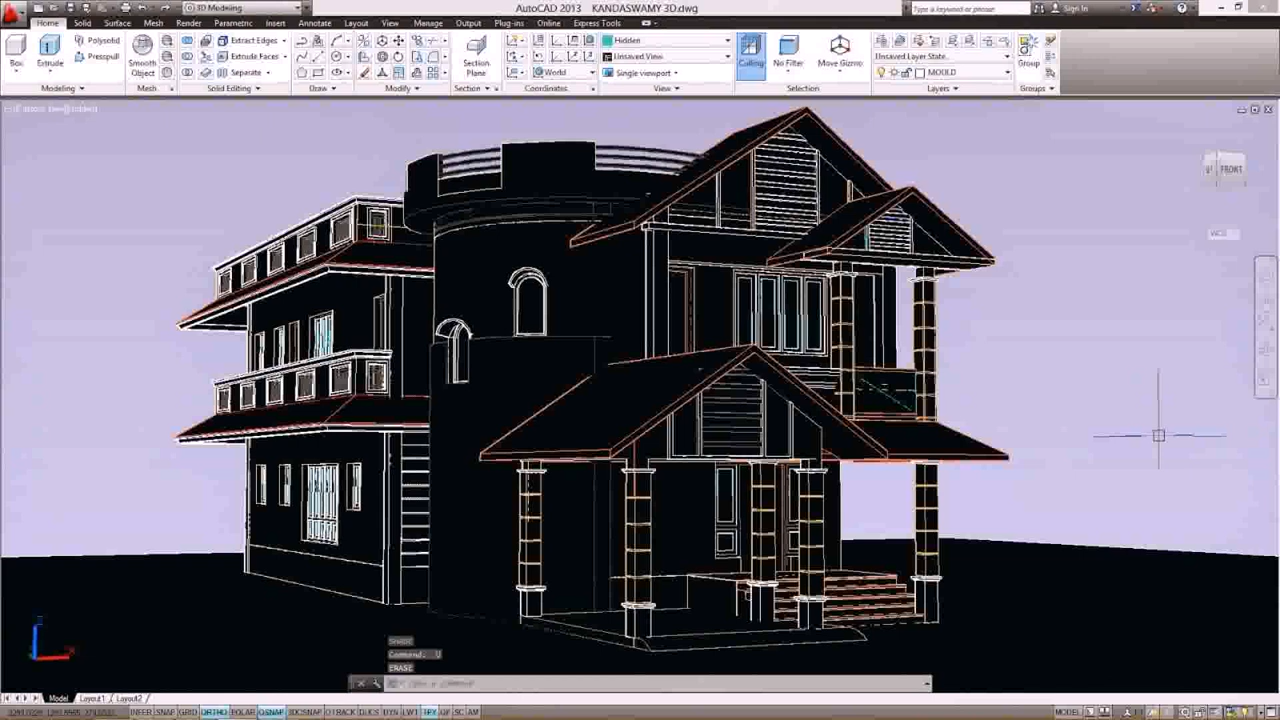 3D Modeling
AutoCAD 2013 KANDASWAMY 3D.dwg
Type a keyword or phrase
Sign In
Home Solid Surface Mesh Render Parametric Insert Annotate Layout View Manage Output Plug-ins Online Express Tools
Box
Extrude
Polysolid
Presspull
Smooth Object
Extract Edges
Extrude Faces
Separate
Section Plane
World
Hidden
Unsaved View
Single viewport
Culling
No Filter
Move Gizmo
Unsaved Layer State
MOULD
Group
Modeling
Mesh
Solid Editing
Draw
Modify
Section
Coordinates
View
Selection
Layers
Groups
FRONT
Command: U
ERASE
Model Layout1 Layout2
INFER SNAP GRID ORTHO POLAR OSNAP 3DOSNAP OTRACK DUCS DYN LWT TPY QP SC AM
MODEL